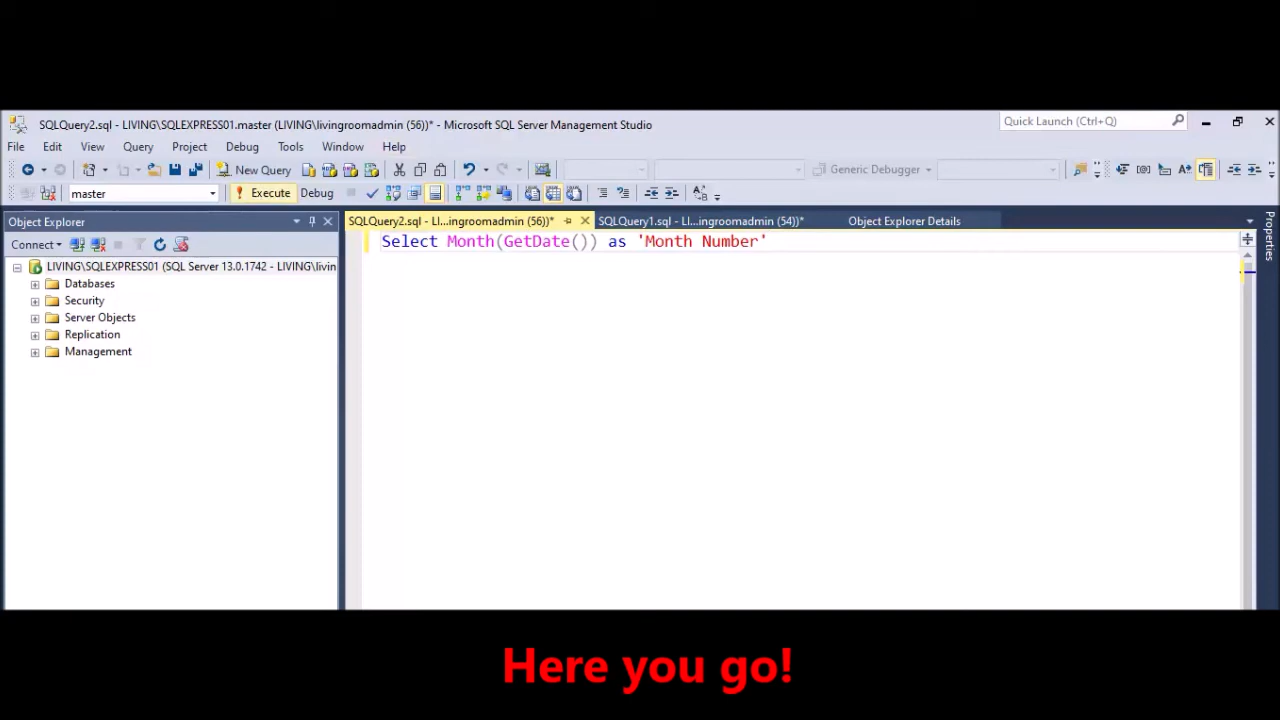 SQLQuery2.sql - LIVING\SQLEXPRESS01.master (LIVING\livingroomadmin (56))* - Microsoft SQL Server Management Studio
Quick Launch (Ctrl+Q)
File Edit View Query Project Debug Tools Window Help
New Query
Generic Debugger
master
Execute Debug
Object Explorer
SQLQuery2.sql - LI...ingroomadmin (56))*
SQLQuery1.sql - LI...ingroomadmin (54))*
Object Explorer Details
Properties
Connect
Select Month(GetDate()) as 'Month Number'
LIVING\SQLEXPRESS01 (SQL Server 13.0.1742 - LIVING\livin
Databases
Security
Server Objects
Replication
Management
Here you go!